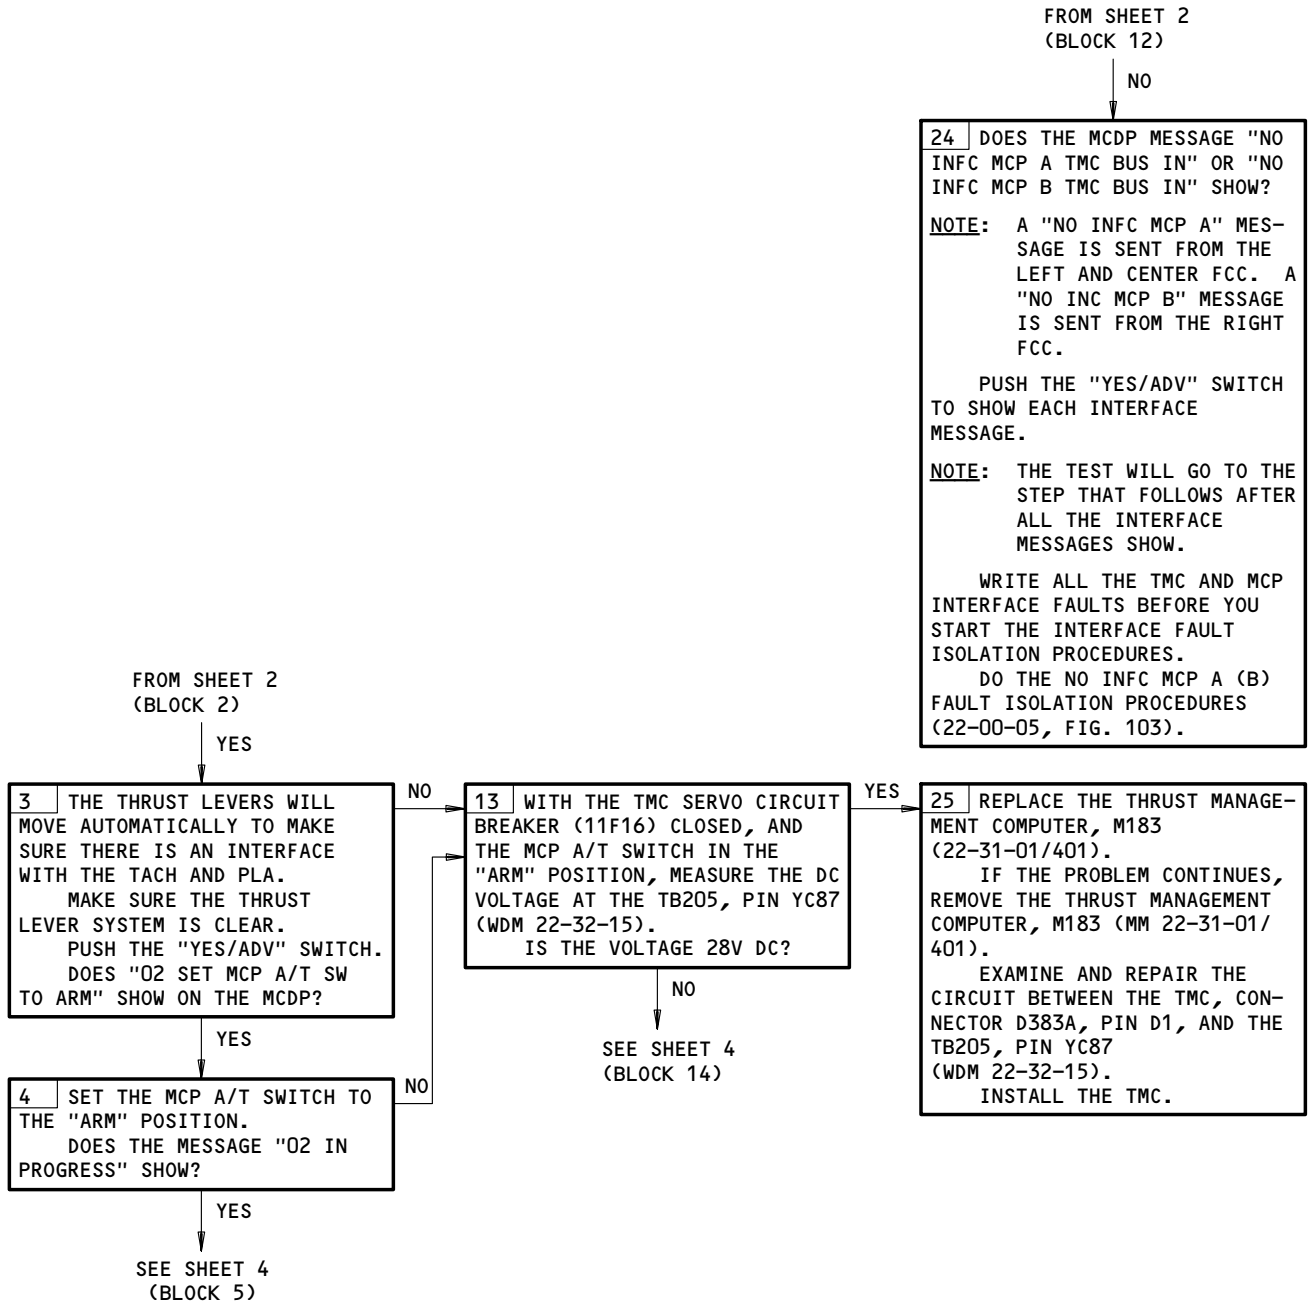 FROM SHEET 2
(BLOCK 12)
NO
24 DOES THE MCDP MESSAGE "NO
INFC MCP A TMC BUS IN" OR "NO
INFC MCP B TMC BUS IN" SHOW?
NOTE: A "NO INFC MCP A" MES-
SAGE IS SENT FROM THE
LEFT AND CENTER FCC. A
"NO INC MCP B" MESSAGE
IS SENT FROM THE RIGHT
FCC.
PUSH THE "YES/ADV" SWITCH
TO SHOW EACH INTERFACE
MESSAGE.
NOTE: THE TEST WILL GO TO THE
STEP THAT FOLLOWS AFTER
ALL THE INTERFACE
MESSAGES SHOW.
WRITE ALL THE TMC AND MCP
INTERFACE FAULTS BEFORE YOU
START THE INTERFACE FAULT
ISOLATION PROCEDURES.
DO THE NO INFC MCP A (B)
FAULT ISOLATION PROCEDURES
(22-00-05, FIG. 103).
FROM SHEET 2
(BLOCK 2)
YES
3 THE THRUST LEVERS WILL
MOVE AUTOMATICALLY TO MAKE
SURE THERE IS AN INTERFACE
WITH THE TACH AND PLA.
MAKE SURE THE THRUST
LEVER SYSTEM IS CLEAR.
PUSH THE "YES/ADV" SWITCH.
DOES "02 SET MCP A/T SW
TO ARM" SHOW ON THE MCDP?
NO
YES
4 SET THE MCP A/T SWITCH TO
THE "ARM" POSITION.
DOES THE MESSAGE "02 IN
PROGRESS" SHOW?
NO
YES
SEE SHEET 4
(BLOCK 5)
13 WITH THE TMC SERVO CIRCUIT
BREAKER (11F16) CLOSED, AND
THE MCP A/T SWITCH IN THE
"ARM" POSITION, MEASURE THE DC
VOLTAGE AT THE TB205, PIN YC87
(WDM 22-32-15).
IS THE VOLTAGE 28V DC?
YES
NO
SEE SHEET 4
(BLOCK 14)
25 REPLACE THE THRUST MANAGE-
MENT COMPUTER, M183
(22-31-01/401).
IF THE PROBLEM CONTINUES,
REMOVE THE THRUST MANAGEMENT
COMPUTER, M183 (MM 22-31-01/
401).
EXAMINE AND REPAIR THE
CIRCUIT BETWEEN THE TMC, CON-
NECTOR D383A, PIN D1, AND THE
TB205, PIN YC87
(WDM 22-32-15).
INSTALL THE TMC.